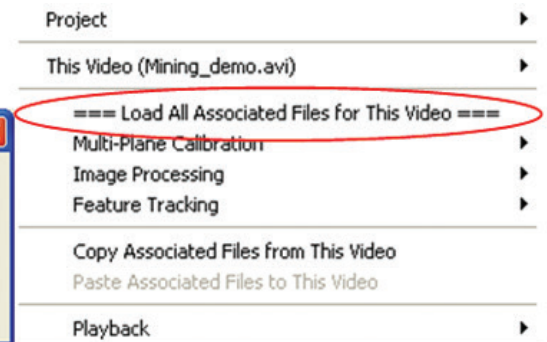 Project
This Video (Mining_demo.avi)
=== Load All Associated Files for This Video ===
Multi-Plane Calibration
Image Processing
Feature Tracking
Copy Associated Files from This Video
Paste Associated Files to This Video
Playback